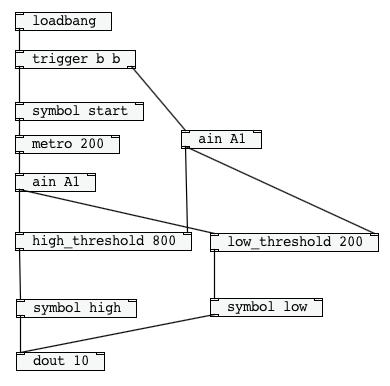 loadbang
trigger b b
symbol start
metro 200
ain A1
ain A1
high_threshold 800
low_threshold 200
symbol high
symbol low
dout 10